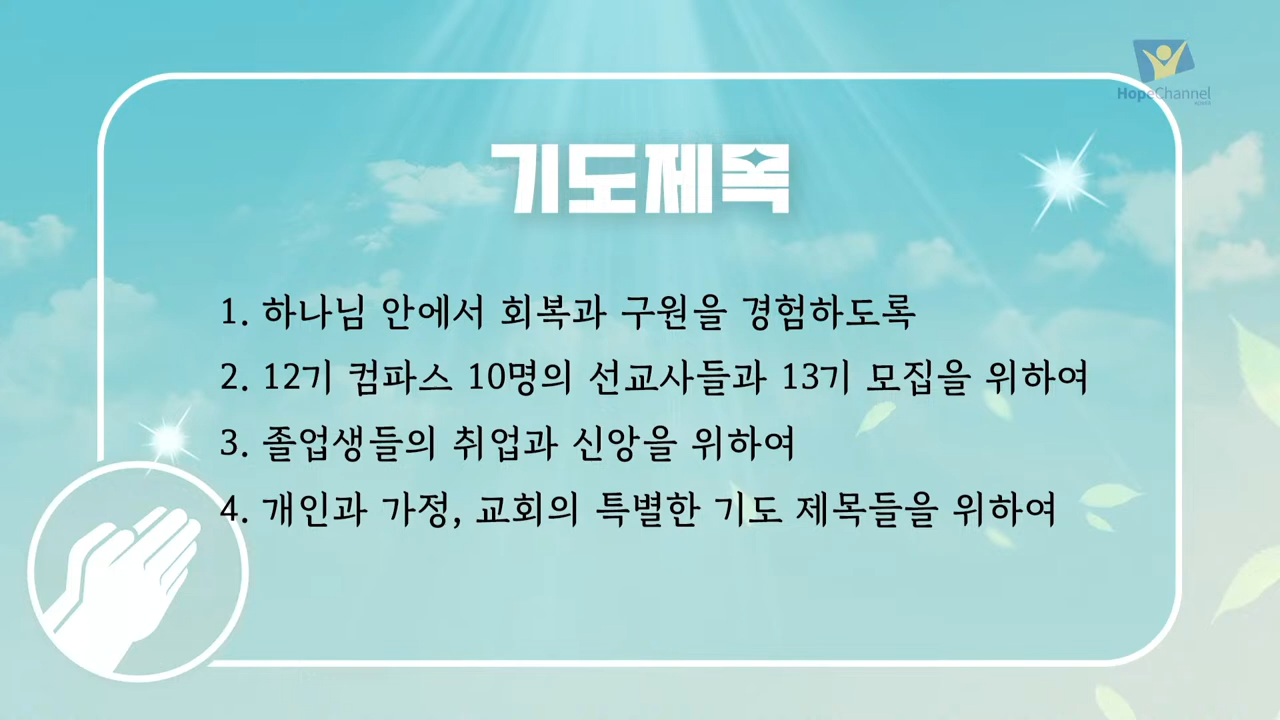 HopeChannel
기도제목
1. 하나님 안에서 회복과 구원을 경험하도록
2. 12기 컴파스 10명의 선교사들과 13기 모집을 위하여
3. 졸업생들의 취업과 신앙을 위하여
4. 개인과 가정, 교회의 특별한 기도 제목들을 위하여